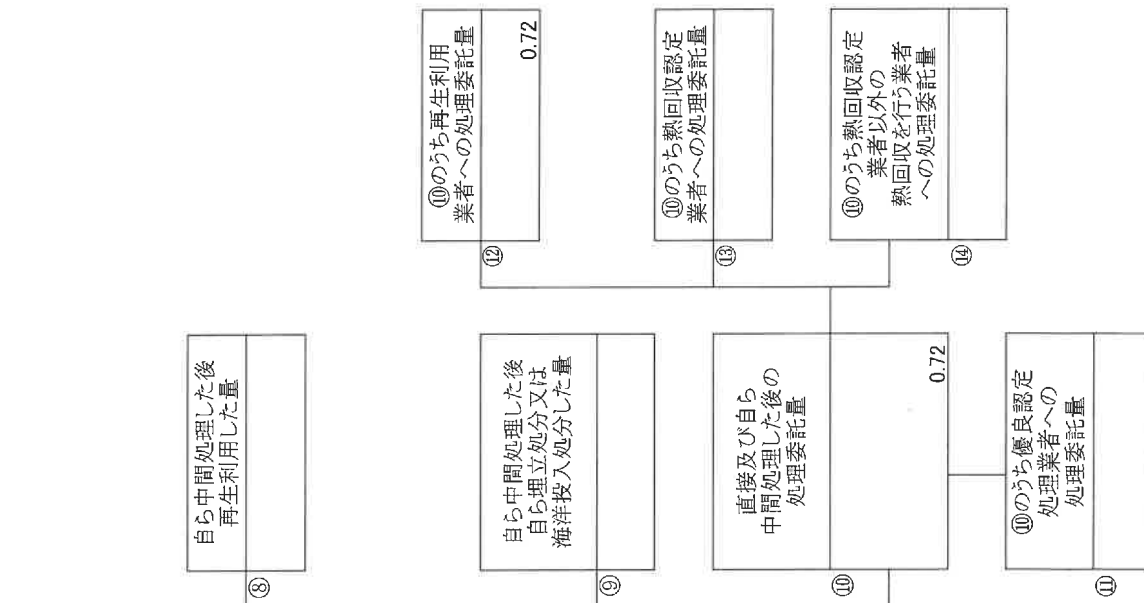 ⑧
自ら中間処理した後
再生利用した量
⑨
自ら中間処理した後
自ら埋立処分又は
海洋投入処分した量
⑩
直接及び自ら
中間処理した後の
処理委託量
0.72
⑪
⑩のうち優良認定
処理業者への
処理委託量
⑫
⑩のうち再生利用
業者への処理委託量
0.72
⑬
⑩のうち熱回収認定
業者への処理委託量
⑭
⑩のうち熱回収認定
業者以外の
熱回収を行う業者
への処理委託量